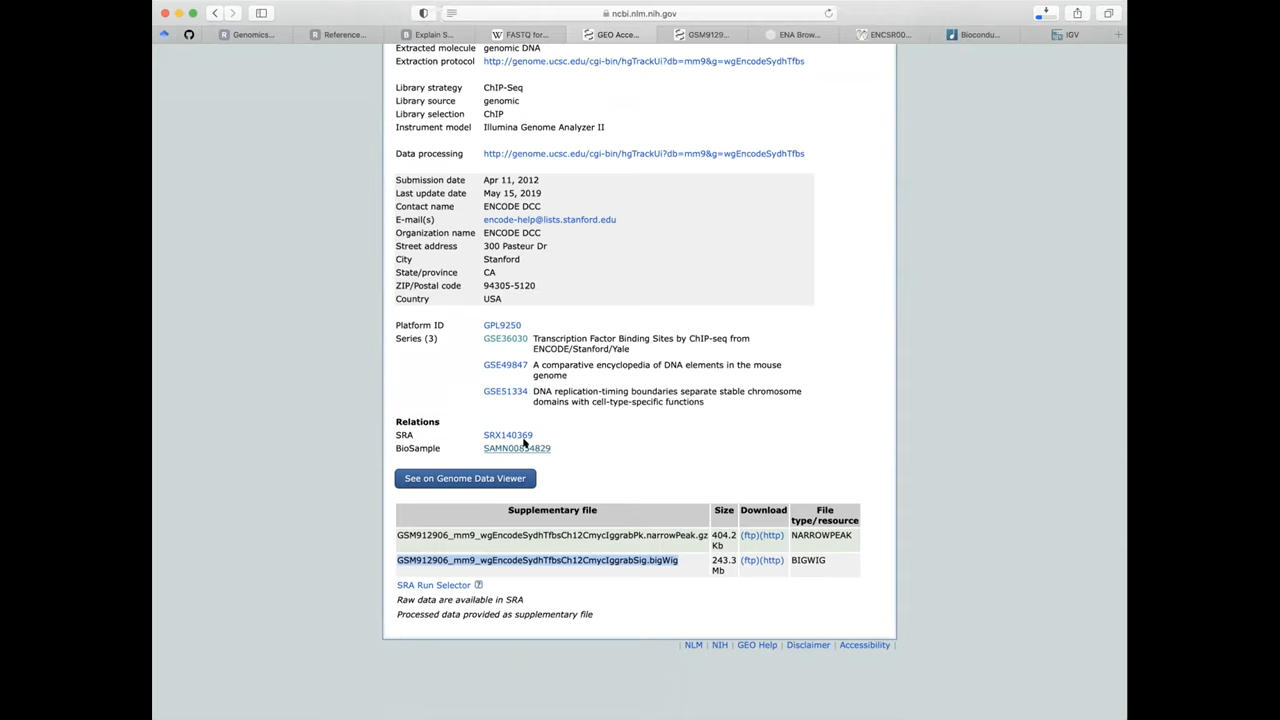 ncbi.nlm.nih.gov
Genomics... Reference... Explain S... FASTQ for... GEO Acce... GSM9129... ENA Brow... ENCSR00... Biocondu... IGV
Extracted molecule genomic DNA
Extraction protocol http://genome.ucsc.edu/cgi-bin/hgTrackUi?db=mm9&g=wgEncodeSydhTfbs
Library strategy ChIP-Seq
Library source genomic
Library selection ChIP
Instrument model Illumina Genome Analyzer II
Data processing http://genome.ucsc.edu/cgi-bin/hgTrackUi?db=mm9&g=wgEncodeSydhTfbs
Submission date Apr 11, 2012
Last update date May 15, 2019
Contact name ENCODE DCC
E-mail(s) encode-help@lists.stanford.edu
Organization name ENCODE DCC
Street address 300 Pasteur Dr
City Stanford
State/province CA
ZIP/Postal code 94305-5120
Country USA
Platform ID GPL9250
Series (3) GSE36030 Transcription Factor Binding Sites by ChIP-seq from
ENCODE/Stanford/Yale
GSE49847 A comparative encyclopedia of DNA elements in the mouse
genome
GSE51334 DNA replication-timing boundaries separate stable chromosome
domains with cell-type-specific functions
Relations
SRA SRX140369
BioSample SAMN00854829
See on Genome Data Viewer
Supplementary file Size Download File
type/resource
GSM912906_mm9_wgEncodeSydhTfbsCh12CmycIggrabPk.narrowPeak.gz 404.2 (ftp)(http) NARROWPEAK
Kb
GSM912906_mm9_wgEncodeSydhTfbsCh12CmycIggrabSig.bigWig 243.3 (ftp)(http) BIGWIG
Mb
SRA Run Selector ?
Raw data are available in SRA
Processed data provided as supplementary file
| NLM | NIH | GEO Help | Disclaimer | Accessibility |